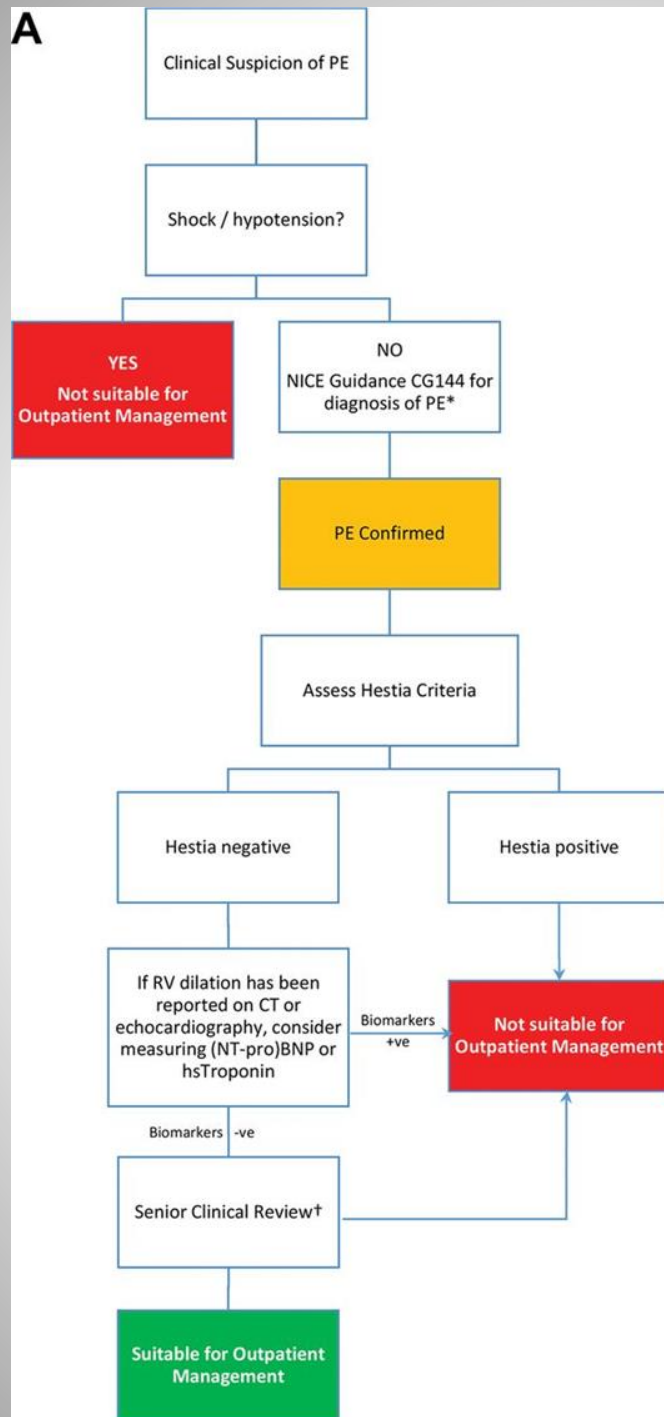 A
Clinical Suspicion of PE
Shock / hypotension?
YES
Not suitable for
Outpatient Management
NO
NICE Guidance CG144 for
diagnosis of PE*
PE Confirmed
Assess Hestia Criteria
Hestia negative
Hestia positive
If RV dilation has been
reported on CT or
echocardiography, consider
measuring (NT-pro)BNP or
hsTroponin
Biomarkers
+ve
Not suitable for
Outpatient Management
Biomarkers -ve
Senior Clinical Review†
Suitable for Outpatient
Management